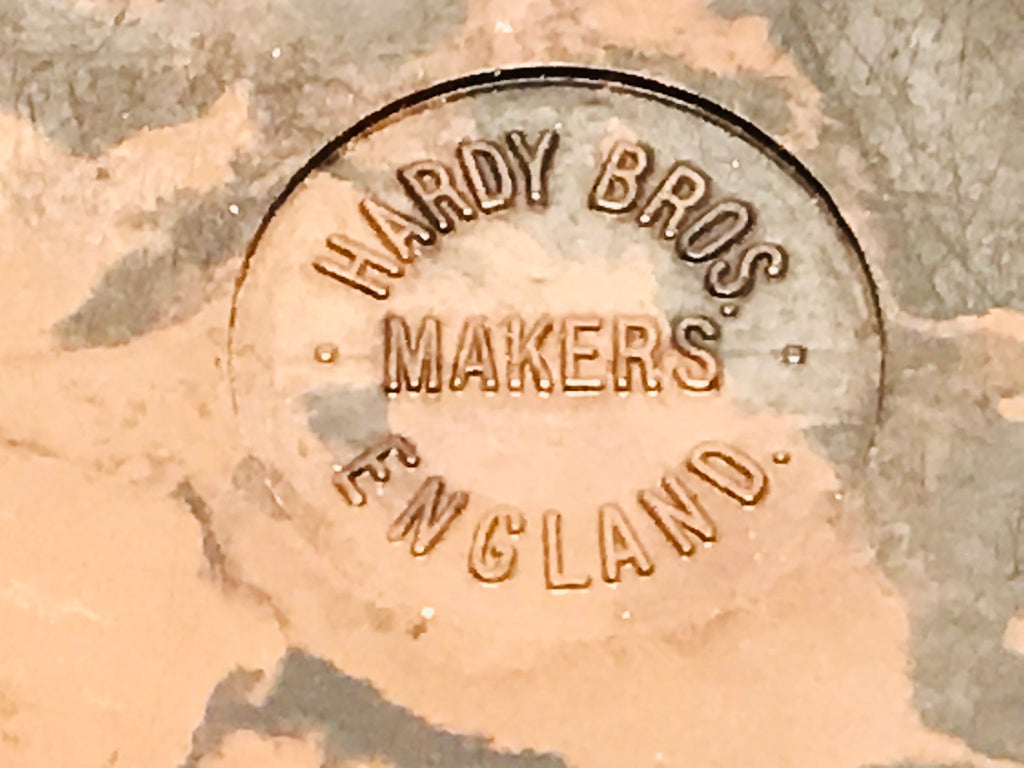 HARDY BROS.
· MAKERS ·
ENGLAND.